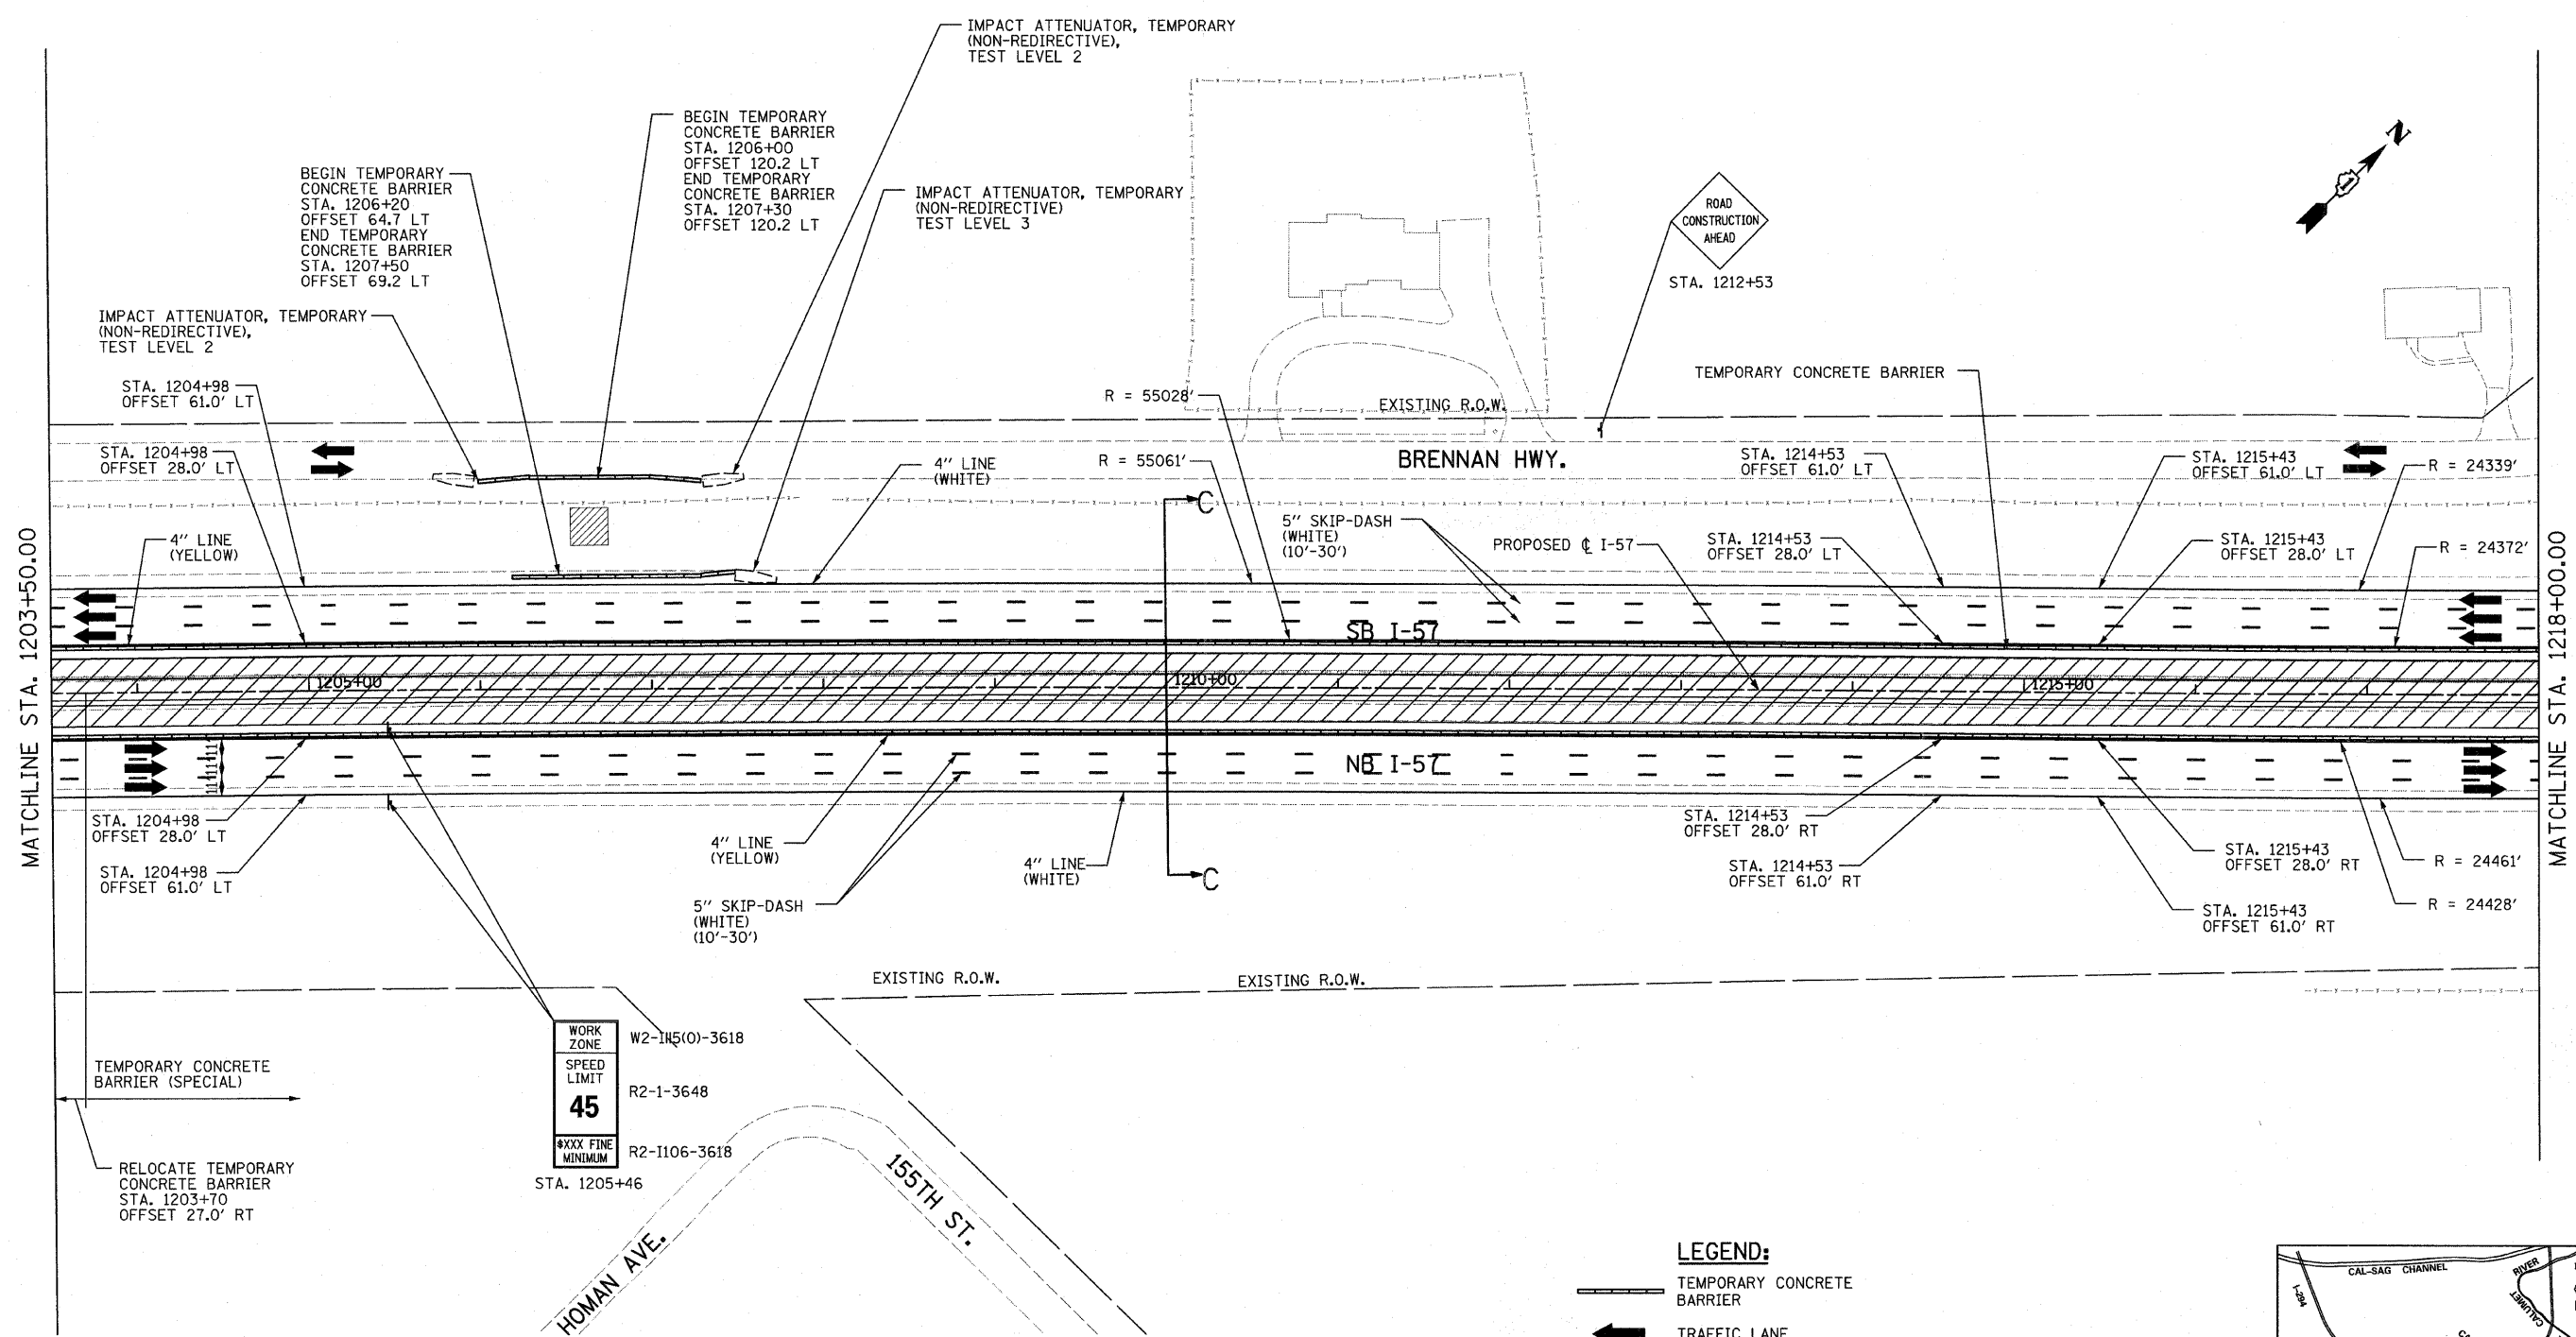 IMPACT ATTENUATOR, TEMPORARY
(NON-REDIRECTIVE),
TEST LEVEL 2
BEGIN TEMPORARY
CONCRETE BARRIER
STA. 1206+00
OFFSET 120.2 LT
END TEMPORARY
CONCRETE BARRIER
STA. 1207+30
OFFSET 120.2 LT
BEGIN TEMPORARY
CONCRETE BARRIER
STA. 1206+20
OFFSET 64.7 LT
END TEMPORARY
CONCRETE BARRIER
STA. 1207+50
OFFSET 69.2 LT
IMPACT ATTENUATOR, TEMPORARY
(NON-REDIRECTIVE)
TEST LEVEL 3
N
1
ROAD
CONSTRUCTION
AHEAD
STA. 1212+53
IMPACT ATTENUATOR, TEMPORARY
(NON-REDIRECTIVE),
TEST LEVEL 2
STA. 1204+98
OFFSET 61.0' LT
STA. 1204+98
OFFSET 28.0' LT
4" LINE
(YELLOW)
R = 55028'
R = 55061'
4" LINE
(WHITE)
EXISTING R.O.W.
BRENNAN HWY.
TEMPORARY CONCRETE BARRIER
STA. 1214+53
OFFSET 61.0' LT
STA. 1215+43
OFFSET 61.0' LT
R = 24339'
C
5" SKIP-DASH
(WHITE)
(10'-30')
PROPOSED ℄ I-57
STA. 1214+53
OFFSET 28.0' LT
STA. 1215+43
OFFSET 28.0' LT
R = 24372'
MATCHLINE STA. 1203+50.00
MATCHLINE STA. 1218+00.00
SB I-57
1205+00
1210+00
1215+00
NB I-57
11'
11'
11'
STA. 1204+98
OFFSET 28.0' LT
STA. 1204+98
OFFSET 61.0' LT
4" LINE
(YELLOW)
5" SKIP-DASH
(WHITE)
(10'-30')
4" LINE
(WHITE)
C
STA. 1214+53
OFFSET 28.0' RT
STA. 1214+53
OFFSET 61.0' RT
STA. 1215+43
OFFSET 28.0' RT
STA. 1215+43
OFFSET 61.0' RT
R = 24461'
R = 24428'
EXISTING R.O.W.
EXISTING R.O.W.
WORK
ZONE
SPEED
LIMIT
45
$XXX FINE
MINIMUM
R2-1-3648
R2-I106-3618
STA. 1205+46
TEMPORARY CONCRETE
BARRIER (SPECIAL)
RELOCATE TEMPORARY
CONCRETE BARRIER
STA. 1203+70
OFFSET 27.0' RT
HOMAN AVE.
155TH ST.
LEGEND:
TEMPORARY CONCRETE
BARRIER
TRAFFIC LANE
CAL-SAG CHANNEL
I-294
CALUMET
RIVER